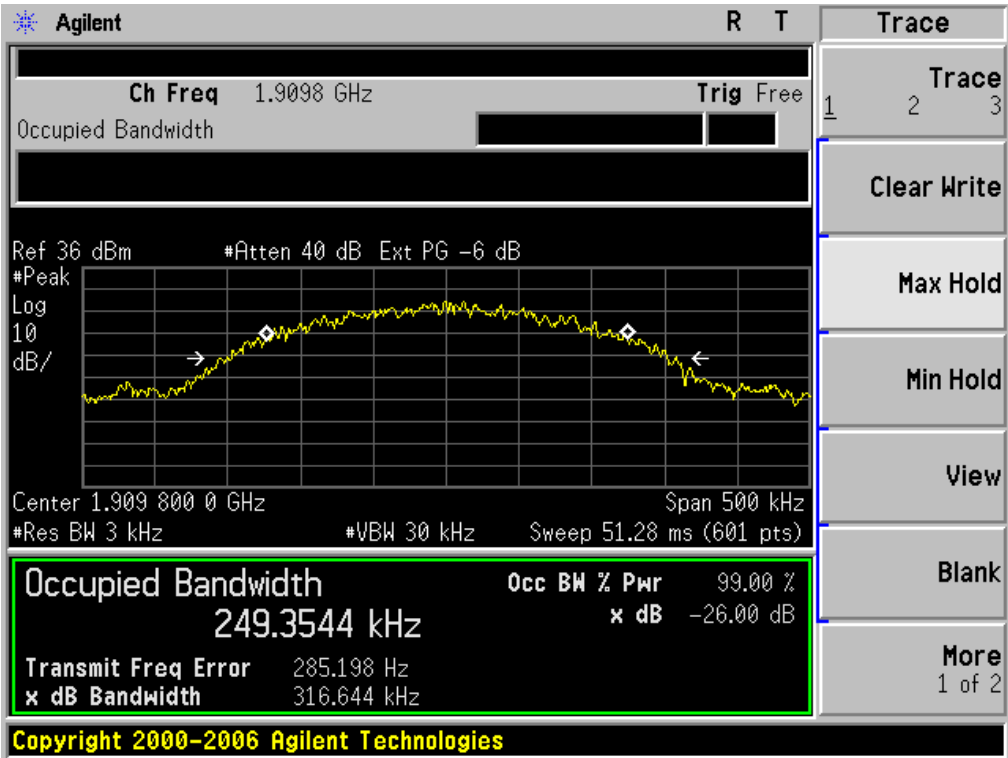 Agilent R T Trace
Ch Freq 1.9098 GHz Trig Free
Occupied Bandwidth
Trace
1 2 3
Clear Write
Max Hold
Min Hold
View
Blank
More
1 of 2
Ref 36 dBm #Atten 40 dB Ext PG -6 dB
#Peak
Log
10
dB/
Center 1.909 800 0 GHz Span 500 kHz
#Res BW 3 kHz #VBW 30 kHz Sweep 51.28 ms (601 pts)
Occupied Bandwidth Occ BW % Pwr 99.00 %
249.3544 kHz x dB -26.00 dB
Transmit Freq Error 285.198 Hz
x dB Bandwidth 316.644 kHz
Copyright 2000-2006 Agilent Technologies